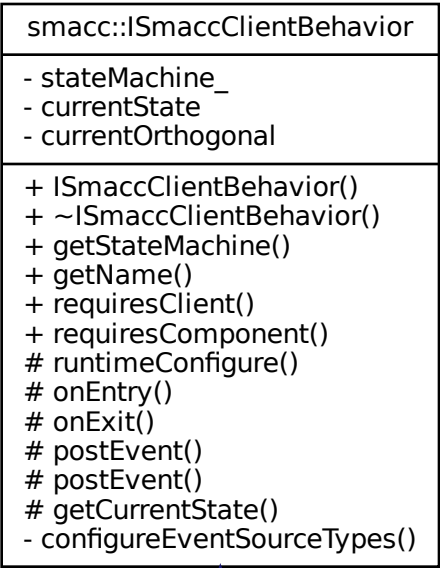 smacc::ISmaccClientBehavior
- stateMachine_
- currentState
- currentOrthogonal
+ ISmaccClientBehavior()
+ ~ISmaccClientBehavior()
+ getStateMachine()
+ getName()
+ requiresClient()
+ requiresComponent()
# runtimeConfigure()
# onEntry()
# onExit()
# postEvent()
# postEvent()
# getCurrentState()
- configureEventSourceTypes()